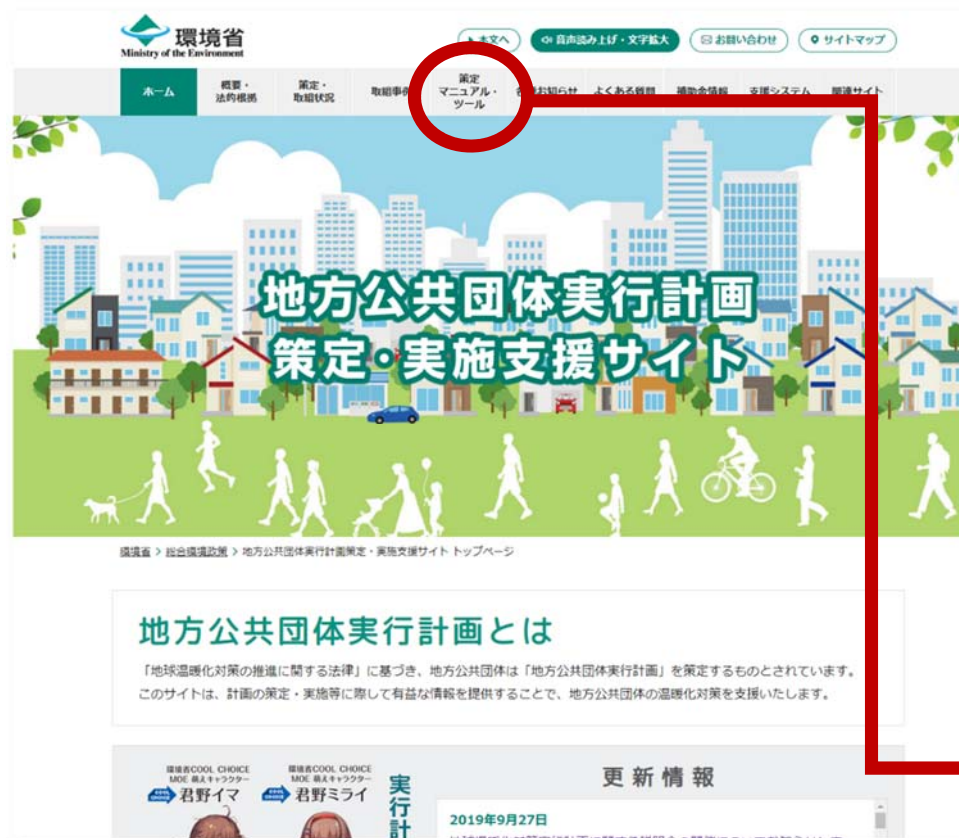 環境省
Ministry of the Environment
本文へ
音声読み上げ・文字拡大
お問い合わせ
サイトマップ
ホーム
概要・
法的根拠
策定・
取組状況
取組事例
策定
マニュアル・
ツール
お知らせ
よくある質問
補助金情報
支援システム
関連サイト
地方公共団体実行計画
策定・実施支援サイト
環境省 > 総合環境政策 > 地方公共団体実行計画策定・実施支援サイト トップページ
地方公共団体実行計画とは
「地球温暖化対策の推進に関する法律」に基づき、地方公共団体は「地方公共団体実行計画」を策定するものとされています。
このサイトは、計画の策定・実施等に際して有益な情報を提供することで、地方公共団体の温暖化対策を支援いたします。
環境省COOL CHOICE
MOE 萌えキャラクター
君野イマ
環境省COOL CHOICE
MOE 萌えキャラクター
君野ミライ
実行計
更新情報
2019年9月27日